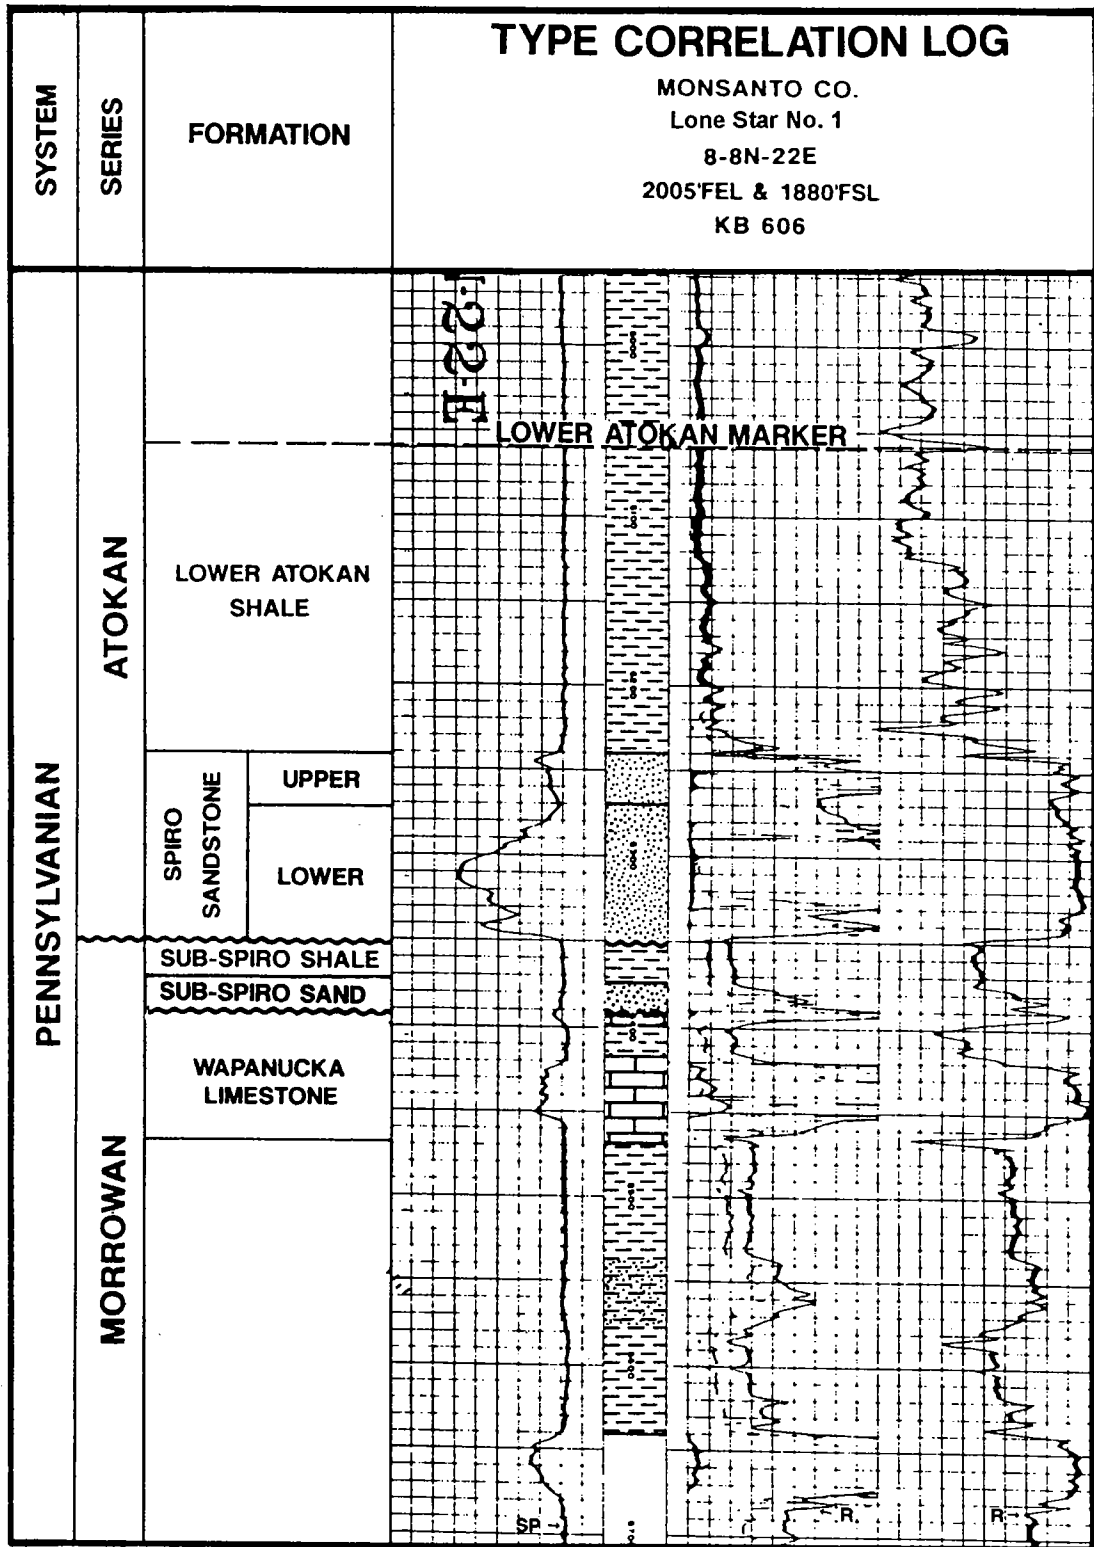 TYPE CORRELATION LOG
MONSANTO CO.
Lone Star No. 1
8-8N-22E
2005'FEL & 1880'FSL
KB 606
SYSTEM
SERIES
FORMATION
PENNSYLVANIAN
ATOKAN
MORROWAN
22-E
LOWER ATOKAN MARKER
LOWER ATOKAN
SHALE
SPIRO
SANDSTONE
UPPER
LOWER
SUB-SPIRO SHALE
SUB-SPIRO SAND
WAPANUCKA
LIMESTONE
SP→
←R
R→